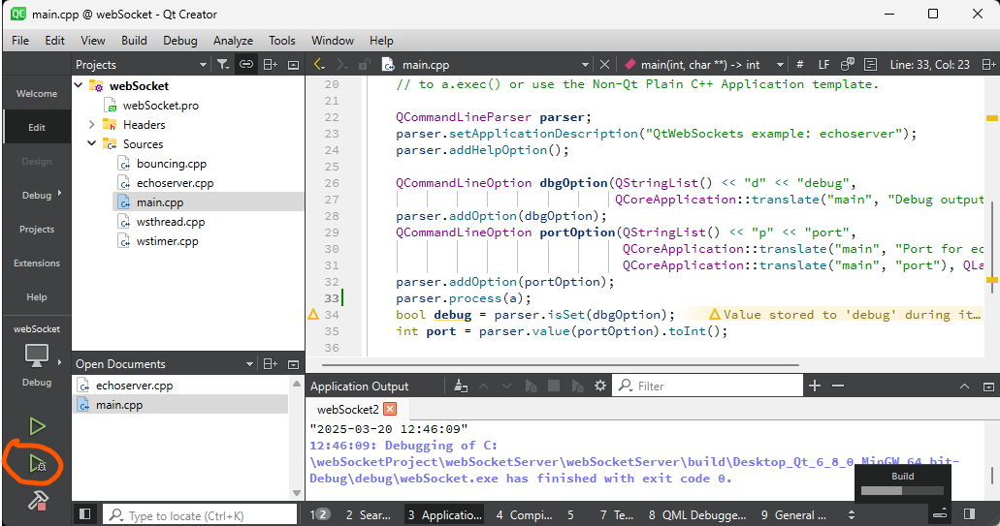 QC main.cpp @ webSocket - Qt Creator
File Edit View Build Debug Analyze Tools Window Help
Projects main.cpp main(int, char **) -> int # LF Line: 33, Col: 23
Welcome
Edit
Design
Debug
Projects
Extensions
Help
webSocket
Debug
webSocket
webSocket.pro
Headers
Sources
bouncing.cpp
echoserver.cpp
main.cpp
wsthread.cpp
wstimer.cpp
Open Documents
echoserver.cpp
main.cpp
20 // to a.exec() or use the Non-Qt Plain C++ Application template.
21
22 QCommandLineParser parser;
23 parser.setApplicationDescription("QtWebSockets example: echoserver");
24 parser.addHelpOption();
25
26 QCommandLineOption dbgOption(QStringList() << "d" << "debug",
27 QCoreApplication::translate("main", "Debug output
28 parser.addOption(dbgOption);
29 QCommandLineOption portOption(QStringList() << "p" << "port",
30 QCoreApplication::translate("main", "Port for ec
31 QCoreApplication::translate("main", "port"), QLa
32 parser.addOption(portOption);
33 parser.process(a);
34 bool debug = parser.isSet(dbgOption); Value stored to 'debug' during it…
35 int port = parser.value(portOption).toInt();
36
Application Output Filter
webSocket2
"2025-03-20 12:46:09"
12:46:09: Debugging of C:
\webSocketProject\webSocketServer\webSocketServer\build\Desktop_Qt_6_8_0_MinGW_64_bit-
Debug\debug\webSocket.exe has finished with exit code 0.
Build
Type to locate (Ctrl+K) 1 2 2 Sear... 3 Applicatio... 4 Compi... 5 7 Te... 8 QML Debugge... 9 General ...